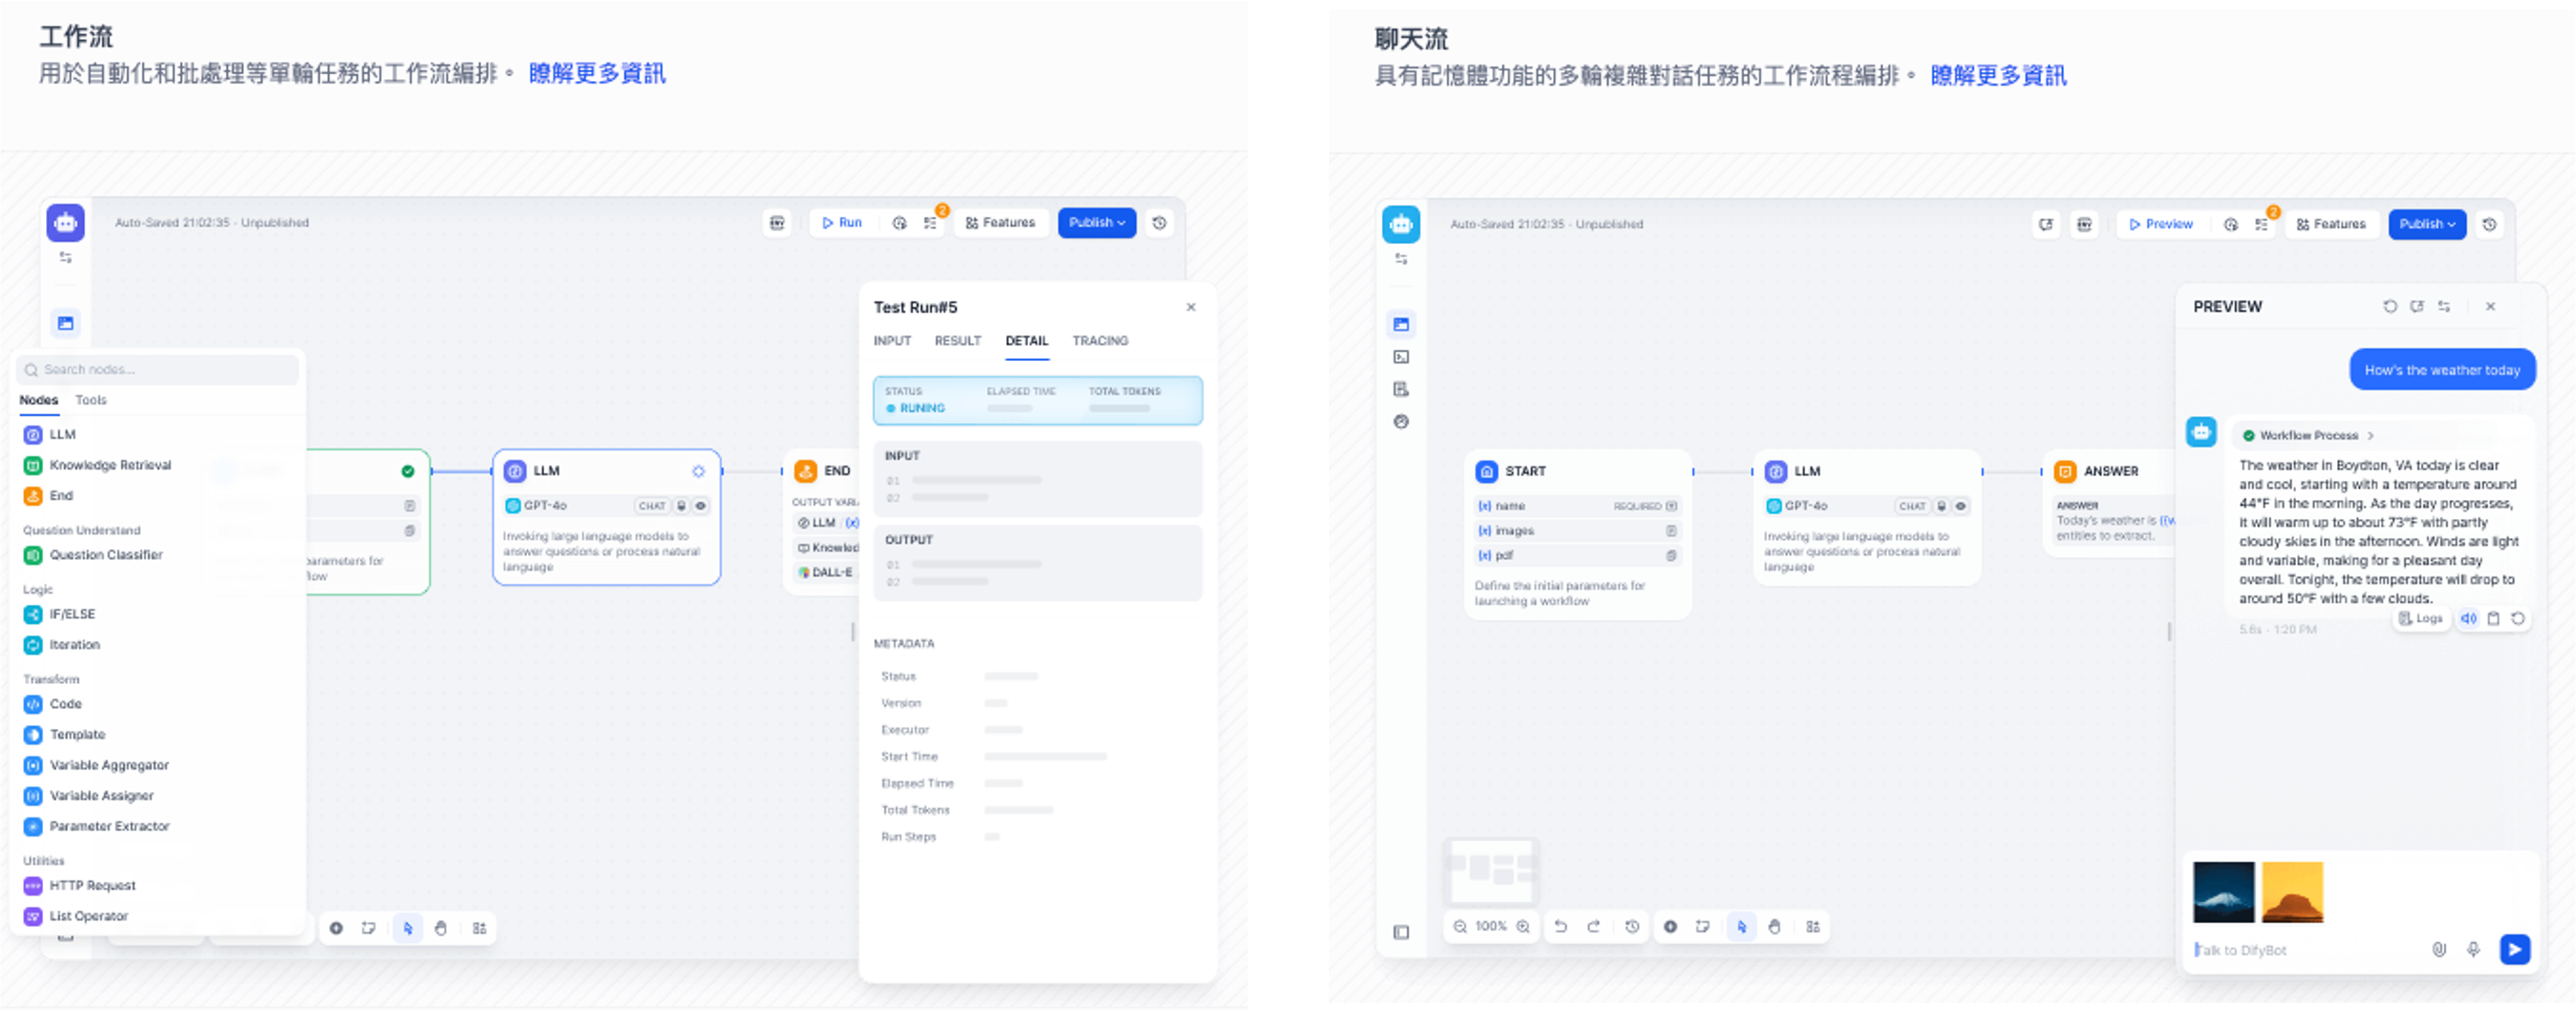 工作流
用於自動化和批處理等單輪任務的工作流編排。 瞭解更多資訊
Auto-Saved 21:02:35 · Unpublished
Run
2
Features
Publish
Search nodes...
Nodes Tools
LLM
Knowledge Retrieval
End
Question Understand
Question Classifier
Logic
IF/ELSE
Iteration
Transform
Code
Template
Variable Aggregator
Variable Assigner
Parameter Extractor
Utilities
HTTP Request
List Operator
parameters for
flow
LLM
GPT-4o CHAT
Invoking large language models to
answer questions or process natural
language
END
OUTPUT VARI
LLM / {x}
Knowled
DALL-E
Test Run#5
INPUT RESULT DETAIL TRACING
STATUS ELAPSED TIME TOTAL TOKENS
RUNING
INPUT
01
02
OUTPUT
01
02
METADATA
Status
Version
Executor
Start Time
Elapsed Time
Total Tokens
Run Steps
聊天流
具有記憶體功能的多輪複雜對話任務的工作流程編排。 瞭解更多資訊
Auto-Saved 21:02:35 · Unpublished
Preview
2
Features
Publish
START
{x} name REQUIRED
{x} images
{x} pdf
Define the initial parameters for
launching a workflow
LLM
GPT-4o CHAT
Invoking large language models to
answer questions or process natural
language
ANSWER
ANSWER
Today's weather is {{w
entities to extract.
100%
PREVIEW
How's the weather today
Workflow Process
The weather in Boydton, VA today is clear
and cool, starting with a temperature around
44°F in the morning. As the day progresses,
it will warm up to about 73°F with partly
cloudy skies in the afternoon. Winds are light
and variable, making for a pleasant day
overall. Tonight, the temperature will drop to
around 50°F with a few clouds.
Logs
5.6s · 1:20 PM
Talk to DifyBot